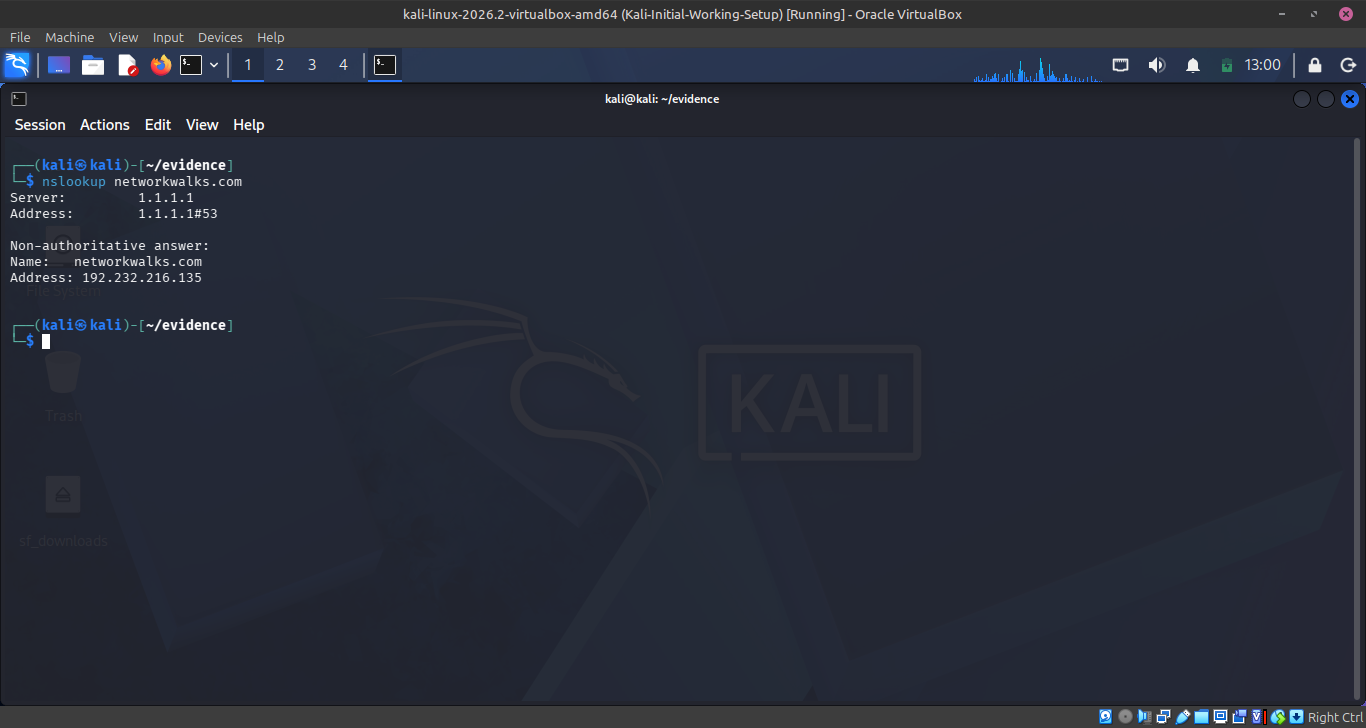 kali-linux-2026.2-virtualbox-amd64 (Kali-Initial-Working-Setup) [Running] - Oracle VirtualBox
File Machine View Input Devices Help
1 2 3 4 13:00
kali@kali: ~/evidence
Session Actions Edit View Help
┌──(kali㉿kali)-[~/evidence]
└─$ nslookup networkwalks.com
Server: 1.1.1.1
Address: 1.1.1.1#53
Non-authoritative answer:
Name: networkwalks.com
Address: 192.232.216.135
File System
┌──(kali㉿kali)-[~/evidence]
└─$
KALI
Trash
sf_downloads
Right Ctrl